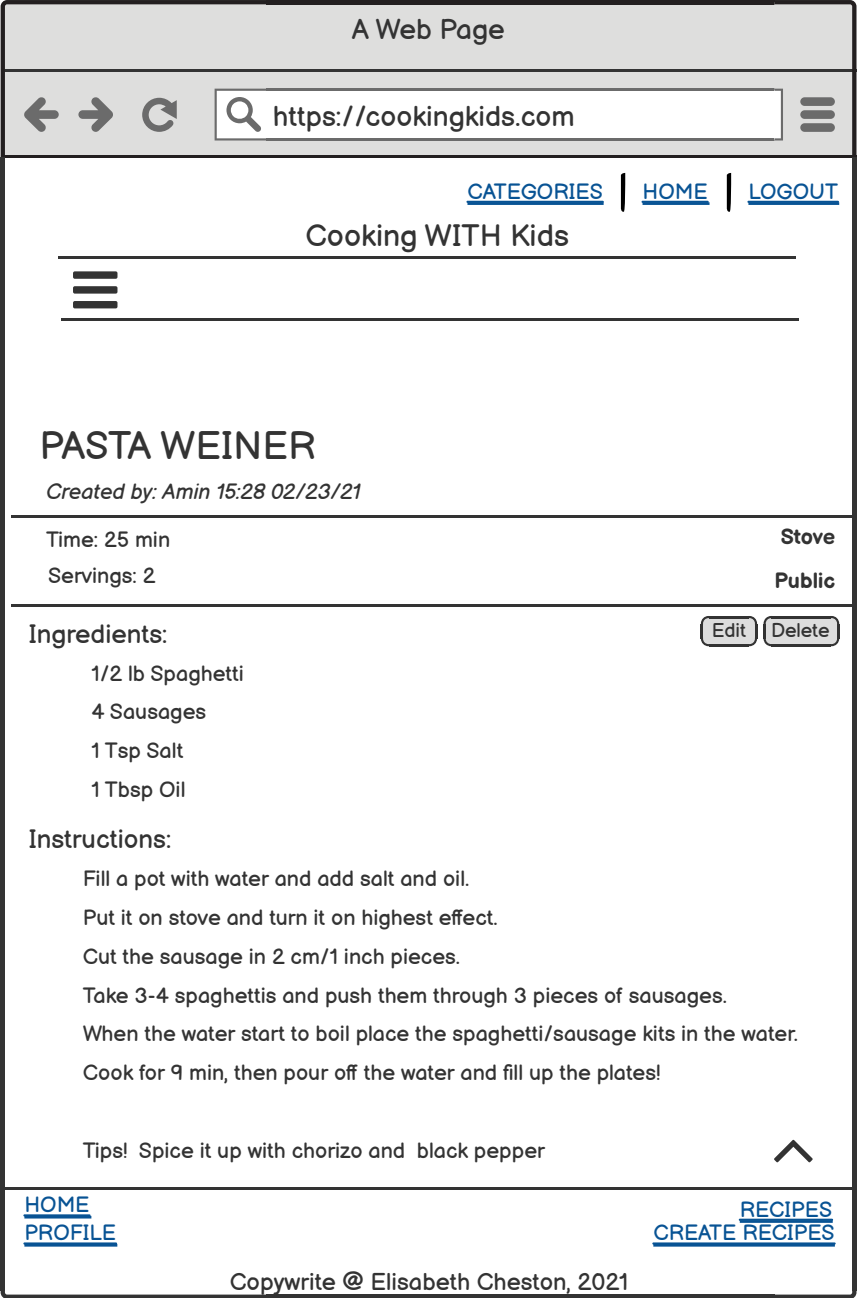 A Web Page
https://cookingkids.com
CATEGORIES HOME LOGOUT
Cooking WITH Kids
PASTA WEINER
Created by: Amin 15:28 02/23/21
Time: 25 min
Stove
Servings: 2
Public
Ingredients:
Edit Delete
1/2 lb Spaghetti
4 Sausages
1 Tsp Salt
1 Tbsp Oil
Instructions:
Fill a pot with water and add salt and oil.
Put it on stove and turn it on highest effect.
Cut the sausage in 2 cm/1 inch pieces.
Take 3-4 spaghettis and push them through 3 pieces of sausages.
When the water start to boil place the spaghetti/sausage kits in the water.
Cook for 9 min, then pour off the water and fill up the plates!
Tips! Spice it up with chorizo and black pepper
HOME
RECIPES
PROFILE
CREATE RECIPES
Copywrite @ Elisabeth Cheston, 2021